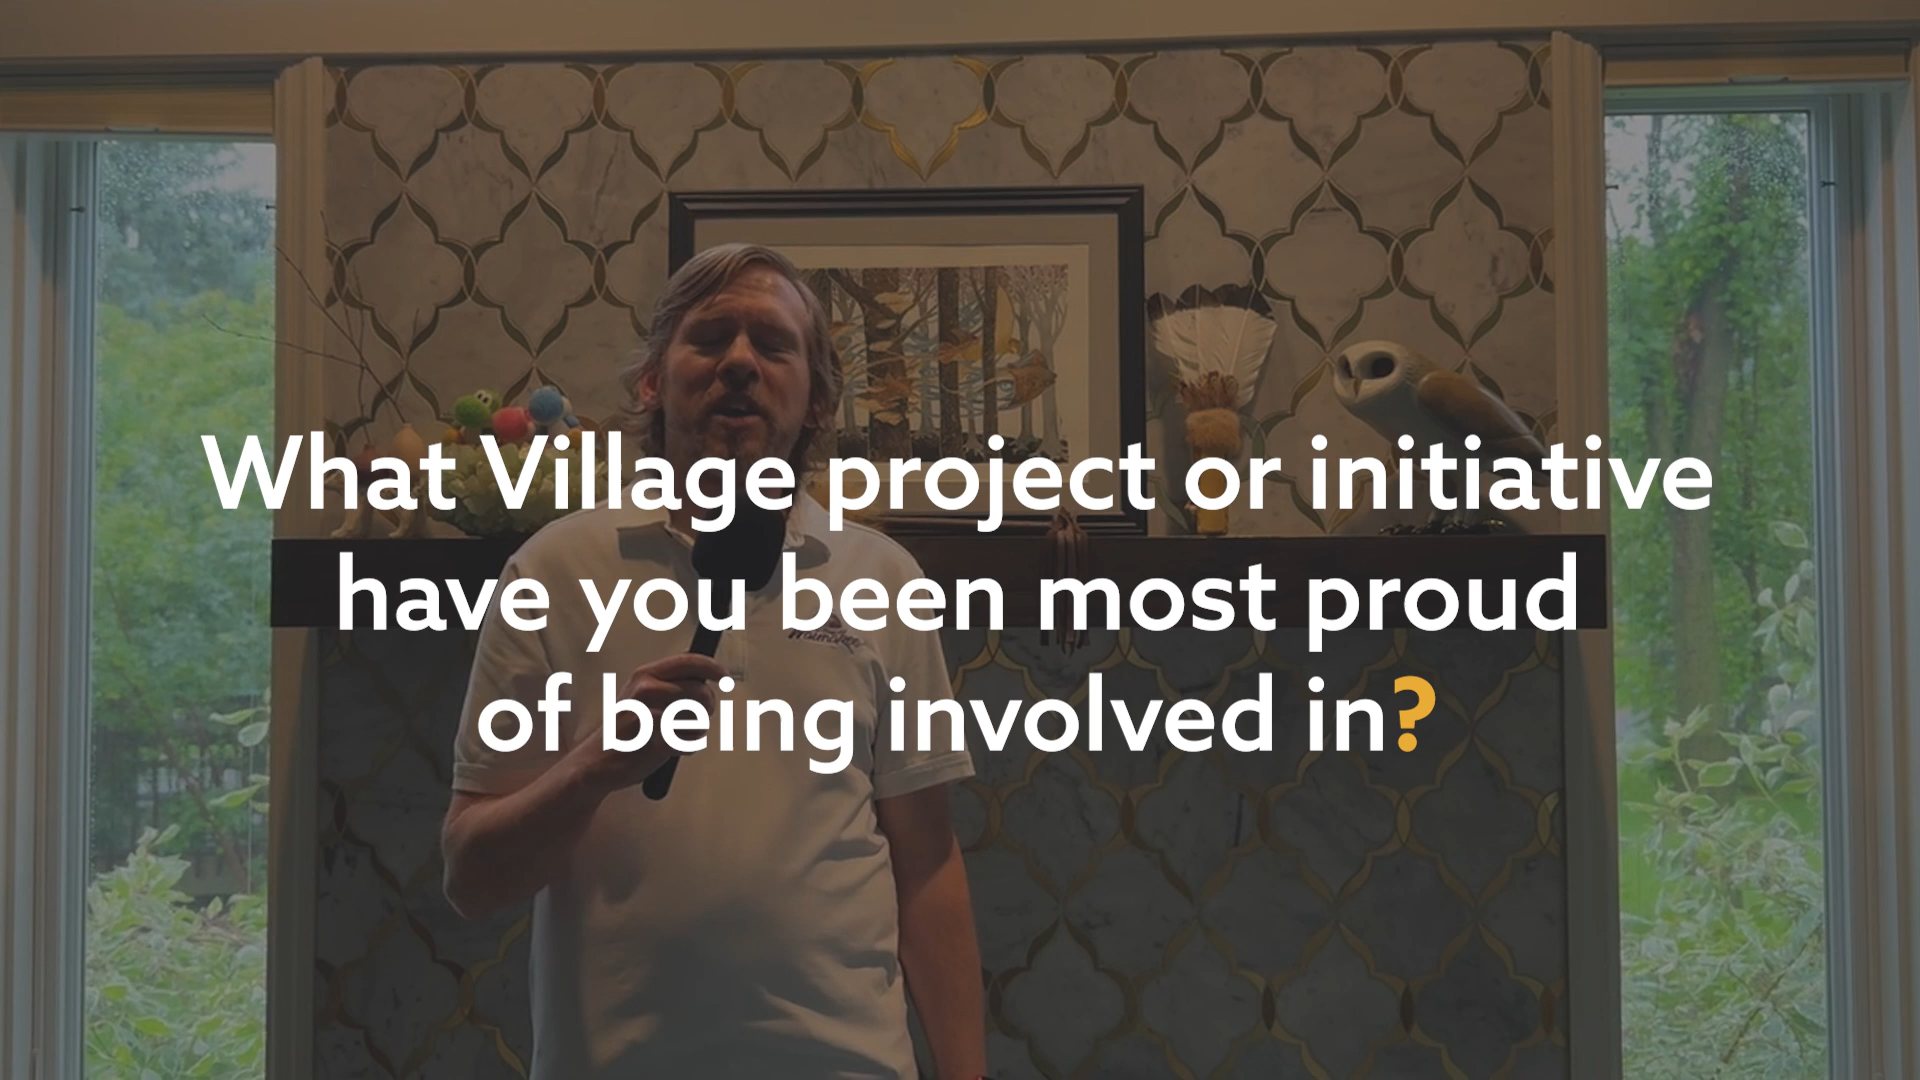 What Village project or initiative
have you been most proud
of being involved in?